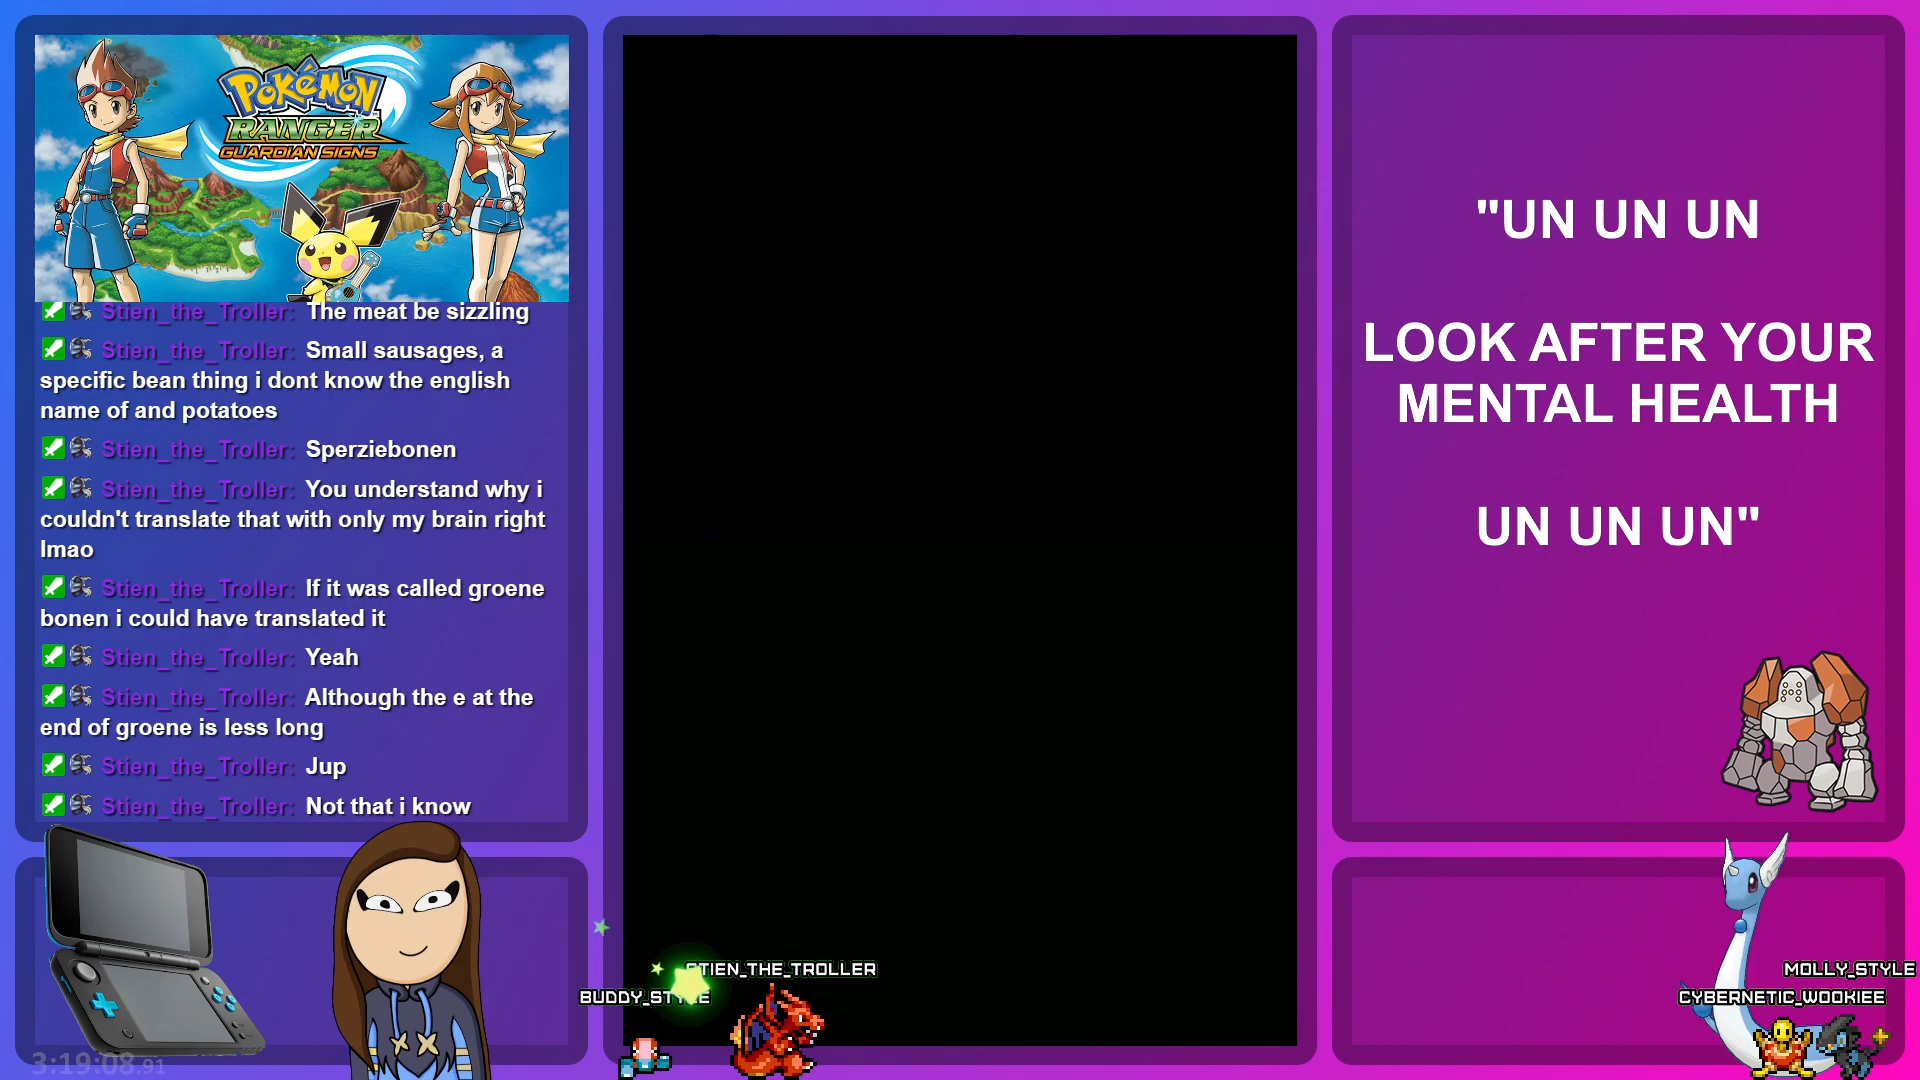 POKéMON
RANGER
GUARDIAN SIGNS
Stien_the_Troller: The meat be sizzling
Stien_the_Troller: Small sausages, a
specific bean thing i dont know the english
name of and potatoes
Stien_the_Troller: Sperziebonen
Stien_the_Troller: You understand why i
couldn't translate that with only my brain right
lmao
Stien_the_Troller: If it was called groene
bonen i could have translated it
Stien_the_Troller: Yeah
Stien_the_Troller: Although the e at the
end of groene is less long
Stien_the_Troller: Jup
Stien_the_Troller: Not that i know
3:19:08.91
STIEN_THE_TROLLER
BUDDY_STYLE
"UN UN UN
LOOK AFTER YOUR
MENTAL HEALTH
UN UN UN"
MOLLY_STYLE
CYBERNETIC_WOOKIEE